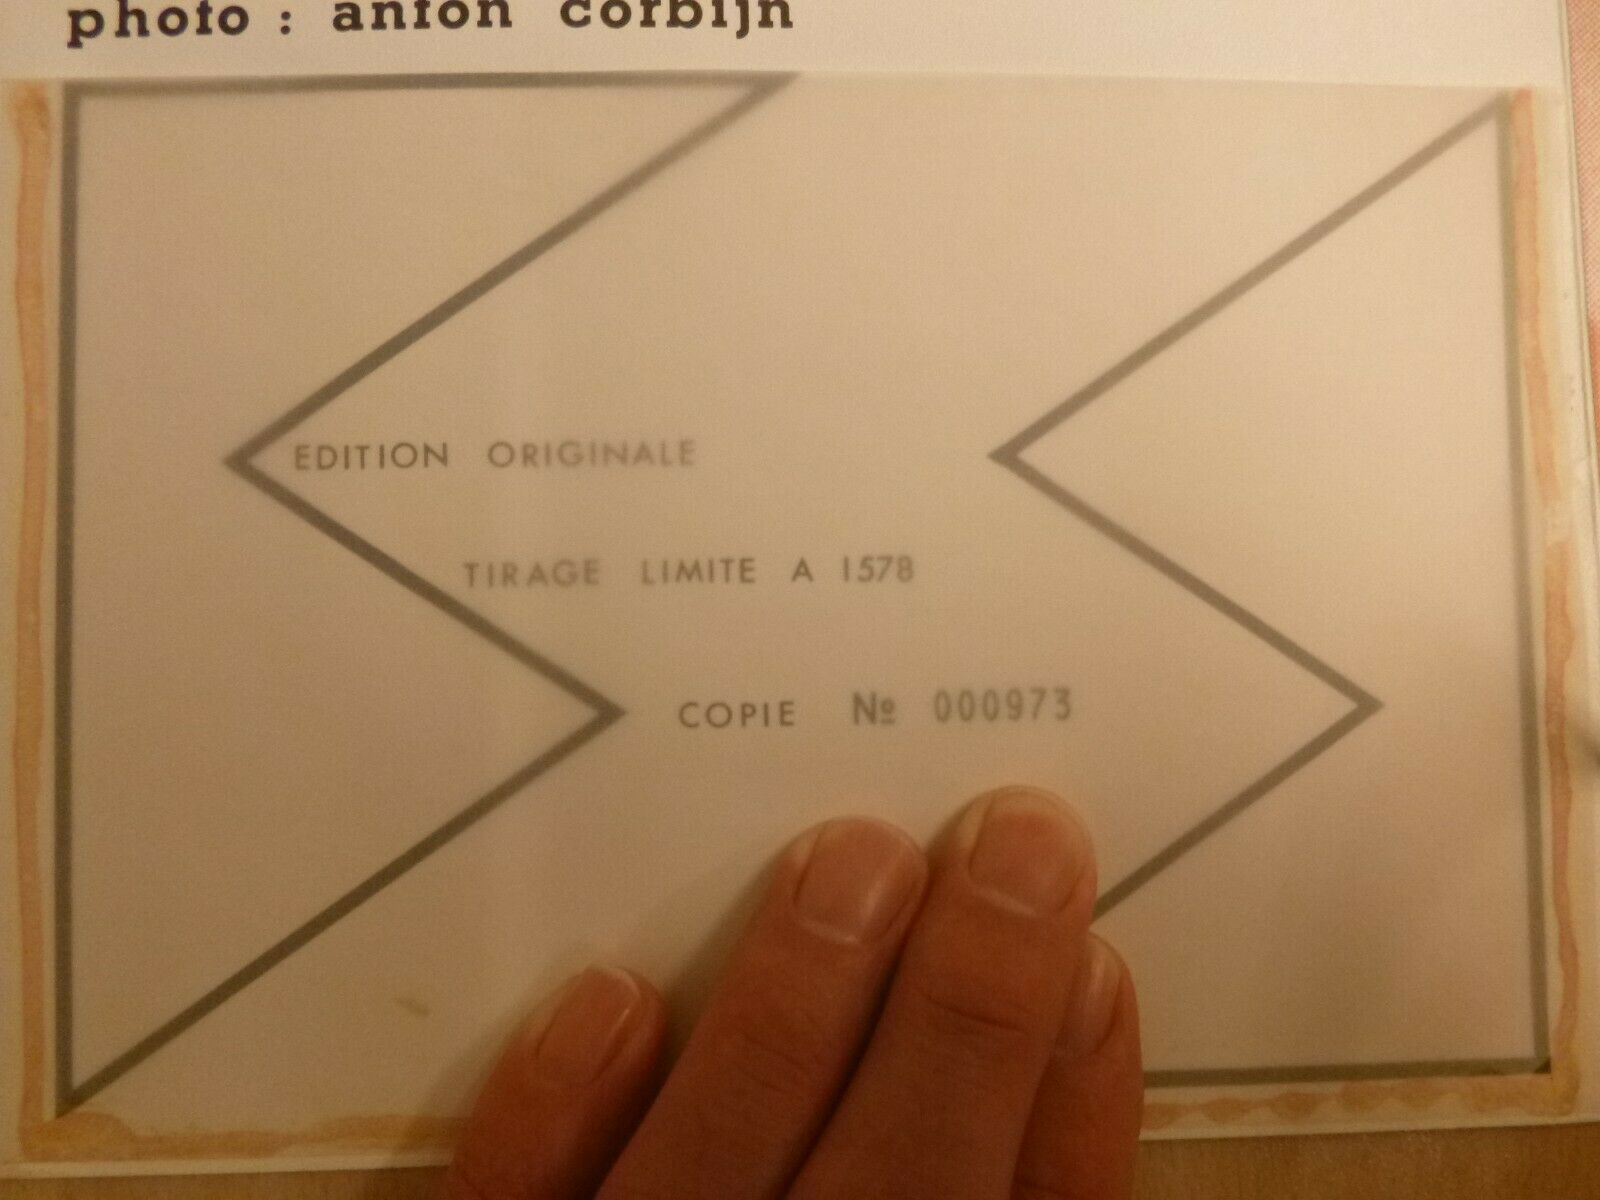 photo : anton corbijn
EDITION ORIGINALE
TIRAGE LIMITE A 1578
COPIE № 000973